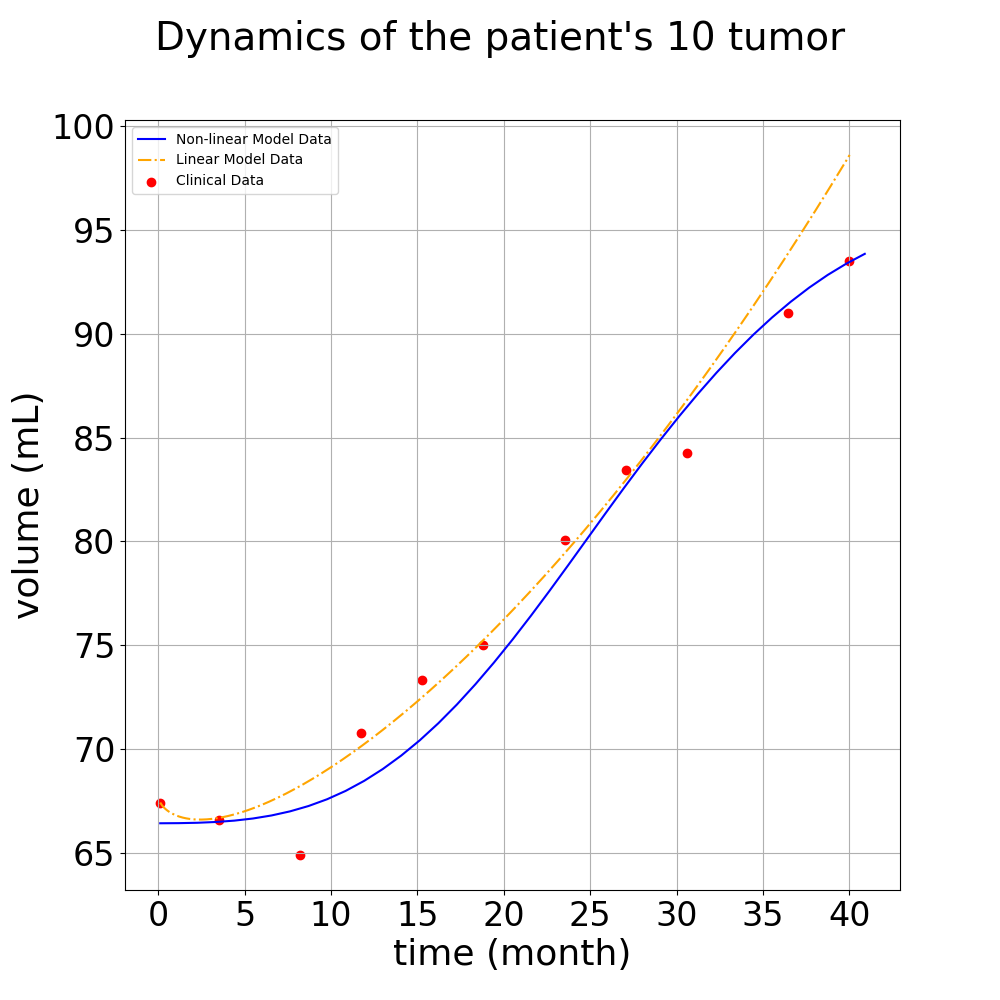 Dynamics of the patient's 10 tumor
Non-linear Model Data
Linear Model Data
Clinical Data
100
95
90
85
80
75
70
65
volume (mL)
0 5 10 15 20 25 30 35 40
time (month)